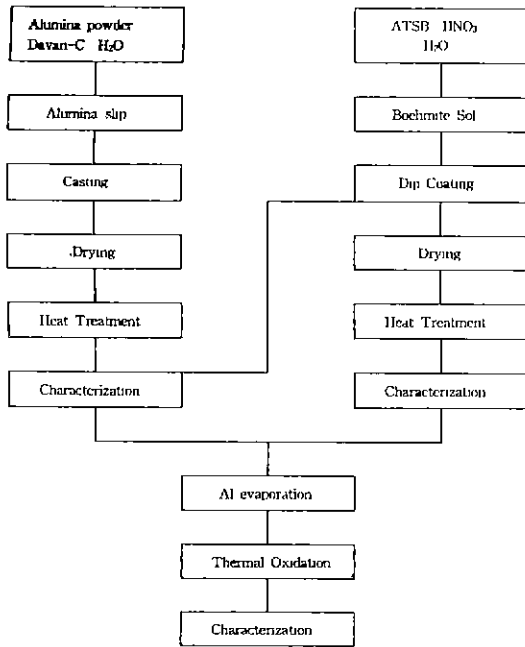 Alumina powder
Davan-C H₂O
Alumina slip
Casting
Drying
Heat Treatment
Characterization
ATSB HNO₃
H₂O
Boehmite Sol
Dip Coating
Drying
Heat Treatment
Characterization
Al evaporation
Thermal Oxidation
Characterization